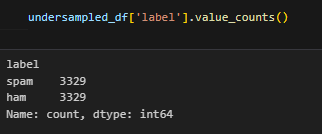 undersampled_df['label'].value_counts()
label
spam    3329
ham     3329
Name: count, dtype: int64